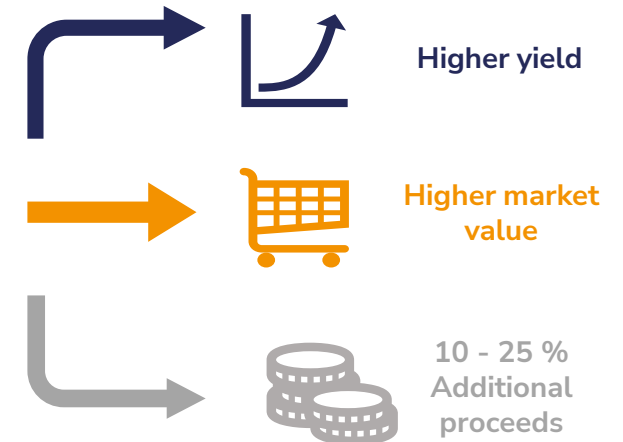 Higher yield
Higher market
value
10 - 25 %
Additional
proceeds